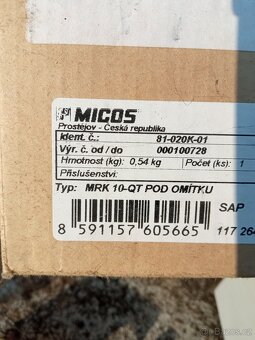 MICOS
Prostějov - Česká republika
Ident. č.: 81-020K-01
Výr. č. od / do 000100728
Hmotnost (kg): 0,54 kg Počet (ks): 1
Příslušenství:
Typ: MRK 10-QT POD OMÍTKU
SAP
8 591157 605665
117 264